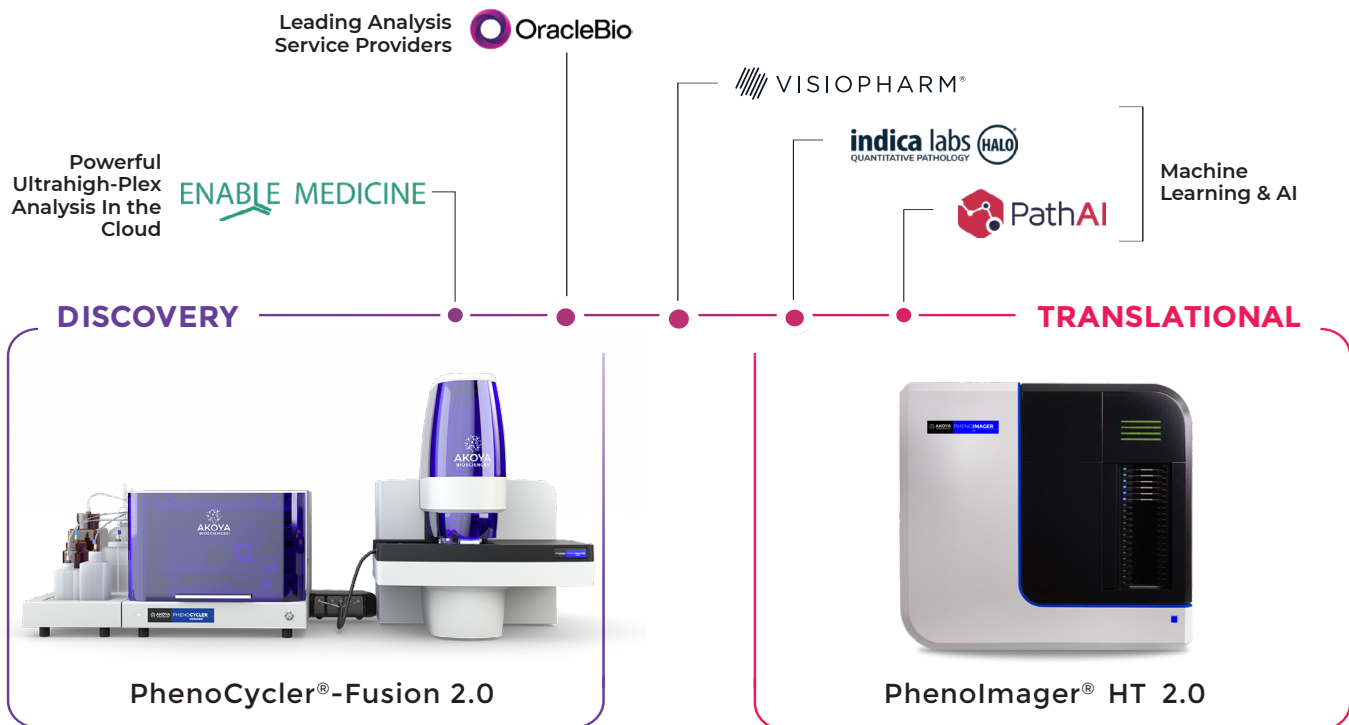 Leading Analysis
Service Providers
OracleBio
VISIOPHARM®
indica labs HALO
QUANTITATIVE PATHOLOGY
Machine
Learning & AI
PathAI
Powerful
Ultrahigh-Plex
Analysis In the
Cloud
ENABLE MEDICINE
DISCOVERY
TRANSLATIONAL
AKOYA
BIOSCIENCES
AKOYA
BIOSCIENCES
AKOYA PHENOCYCLER
AKOYA PHENOIMAGER
PhenoCycler®-Fusion 2.0
PhenoImager® HT 2.0